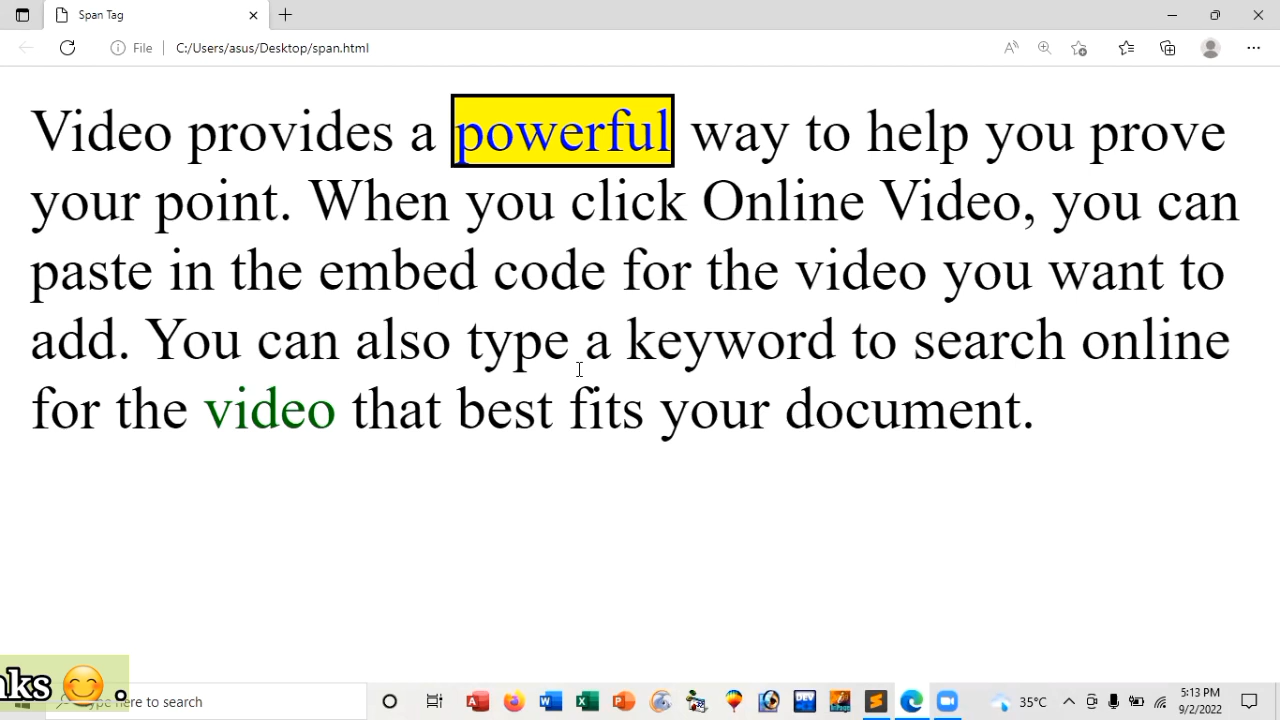 Span Tag
File
C:/Users/asus/Desktop/span.html
Video provides a powerful way to help you prove
your point. When you click Online Video, you can
paste in the embed code for the video you want to
add. You can also type a keyword to search online
for the video that best fits your document.
here to search
35°C
5:13 PM
9/2/2022